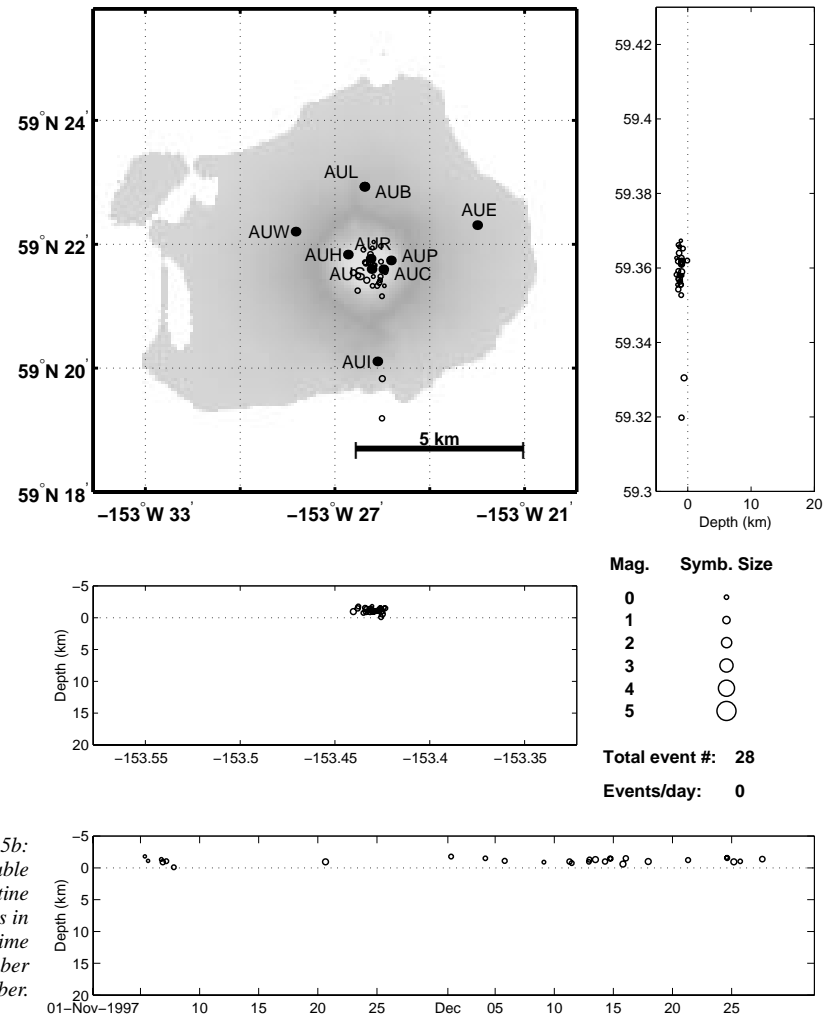 59°N 24'
59°N 22'
59°N 20'
59°N 18'
−153°W 33'
−153°W 27'
−153°W 21'
AUL
AUB
AUE
AUW
AUR
AUH
AUP
AUS
AUC
AUI
5 km
59.42
59.4
59.38
59.36
59.34
59.32
59.3
0
10
20
Depth (km)
−5
0
5
10
15
20
Depth (km)
−153.55
−153.5
−153.45
−153.4
−153.35
Mag. Symb. Size
0
1
2
3
4
5
Total event #: 28
Events/day: 0
5b:
able
tine
s in
ime
ber
ber.
−5
0
5
10
15
20
Depth (km)
01−Nov−1997
10
15
20
25
Dec
05
10
15
20
25